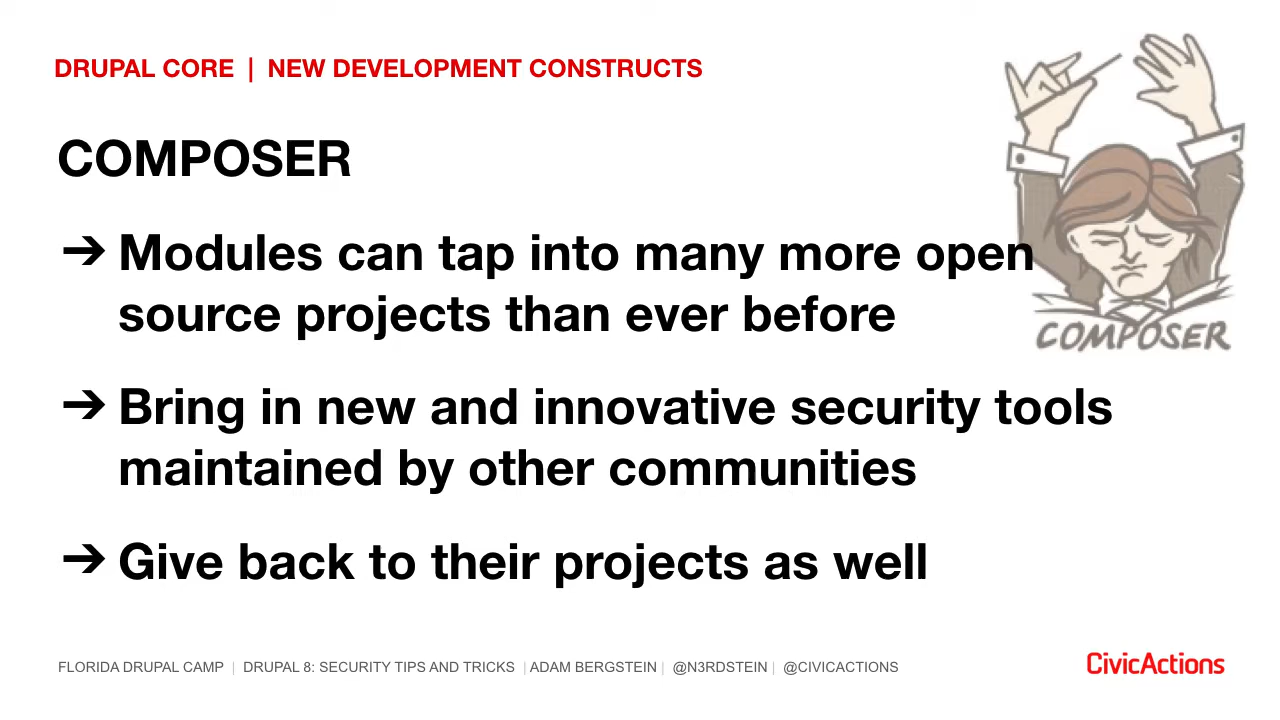 DRUPAL CORE | NEW DEVELOPMENT CONSTRUCTS
COMPOSER
➔ Modules can tap into many more open
source projects than ever before
COMPOSER
➔ Bring in new and innovative security tools
maintained by other communities
➔ Give back to their projects as well
FLORIDA DRUPAL CAMP | DRUPAL 8: SECURITY TIPS AND TRICKS | ADAM BERGSTEIN | @N3RDSTEIN | @CIVICACTIONS
CivicActions